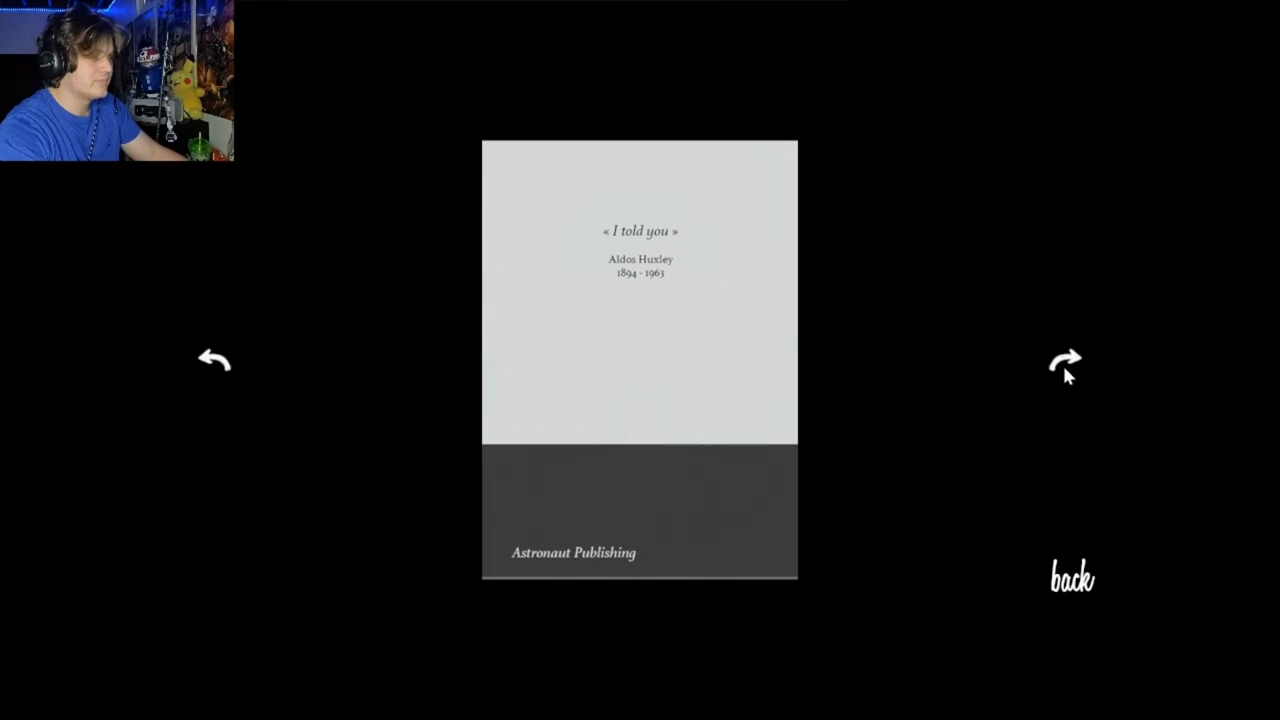 « I told you »
Aldos Huxley
1894 - 1963
Astronaut Publishing
back